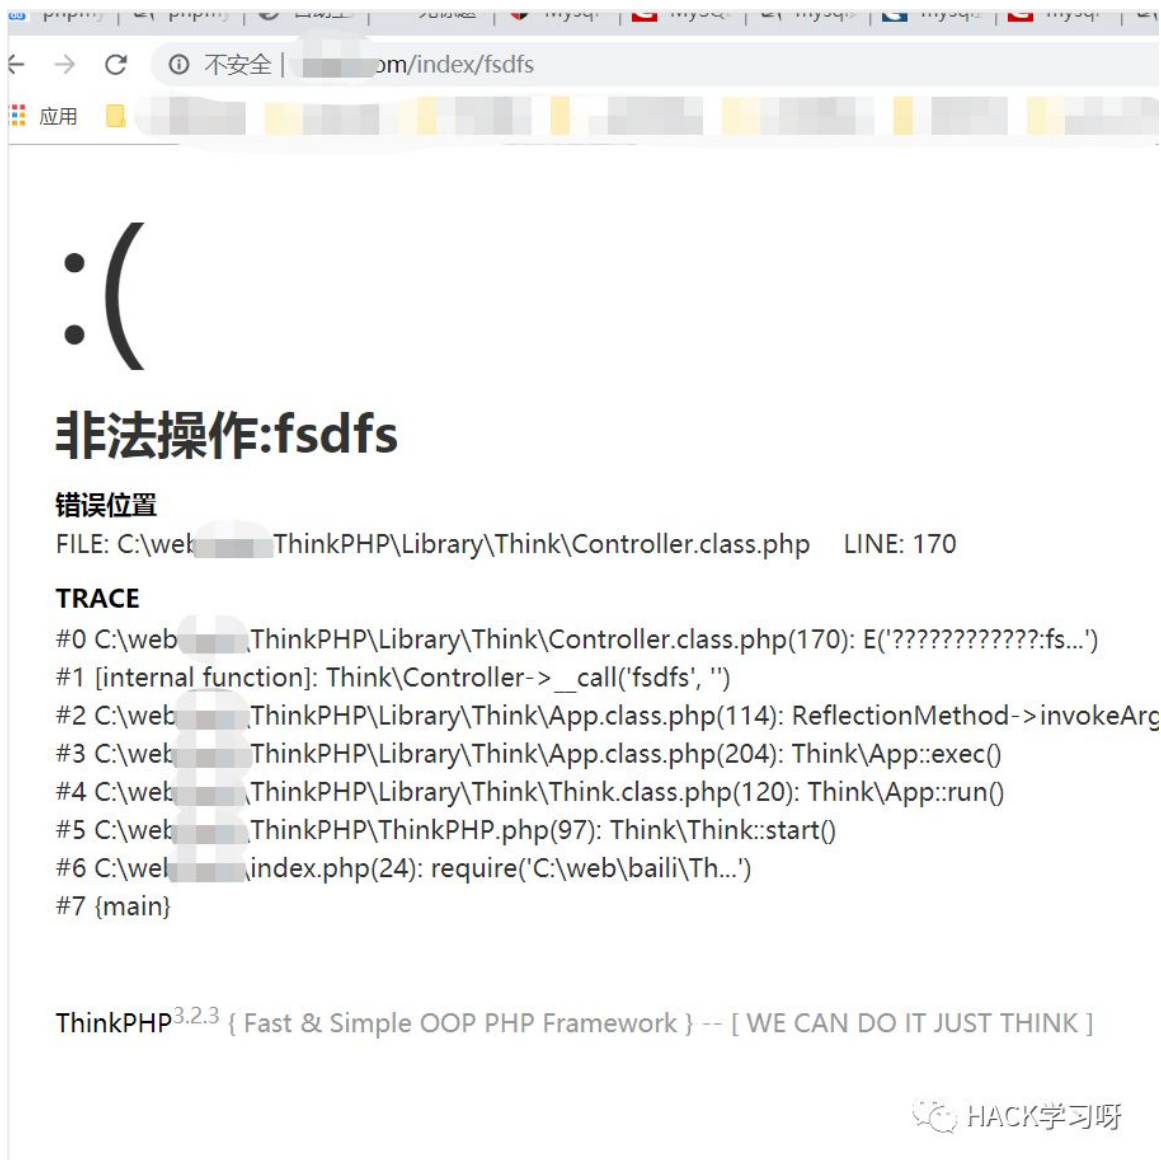 不安全 | om/index/fsdfs
应用
:(
非法操作:fsdfs
错误位置
FILE: C:\web ThinkPHP\Library\Think\Controller.class.php LINE: 170
TRACE
#0 C:\web \ThinkPHP\Library\Think\Controller.class.php(170): E('????????????:fs...')
#1 [internal function]: Think\Controller->__call('fsdfs', '')
#2 C:\web \ThinkPHP\Library\Think\App.class.php(114): ReflectionMethod->invokeArg
#3 C:\web \ThinkPHP\Library\Think\App.class.php(204): Think\App::exec()
#4 C:\web \ThinkPHP\Library\Think\Think.class.php(120): Think\App::run()
#5 C:\web \ThinkPHP\ThinkPHP.php(97): Think\Think::start()
#6 C:\web \index.php(24): require('C:\web\baili\Th...')
#7 {main}
ThinkPHP3.2.3 { Fast & Simple OOP PHP Framework } -- [ WE CAN DO IT JUST THINK ]
HACK学习呀